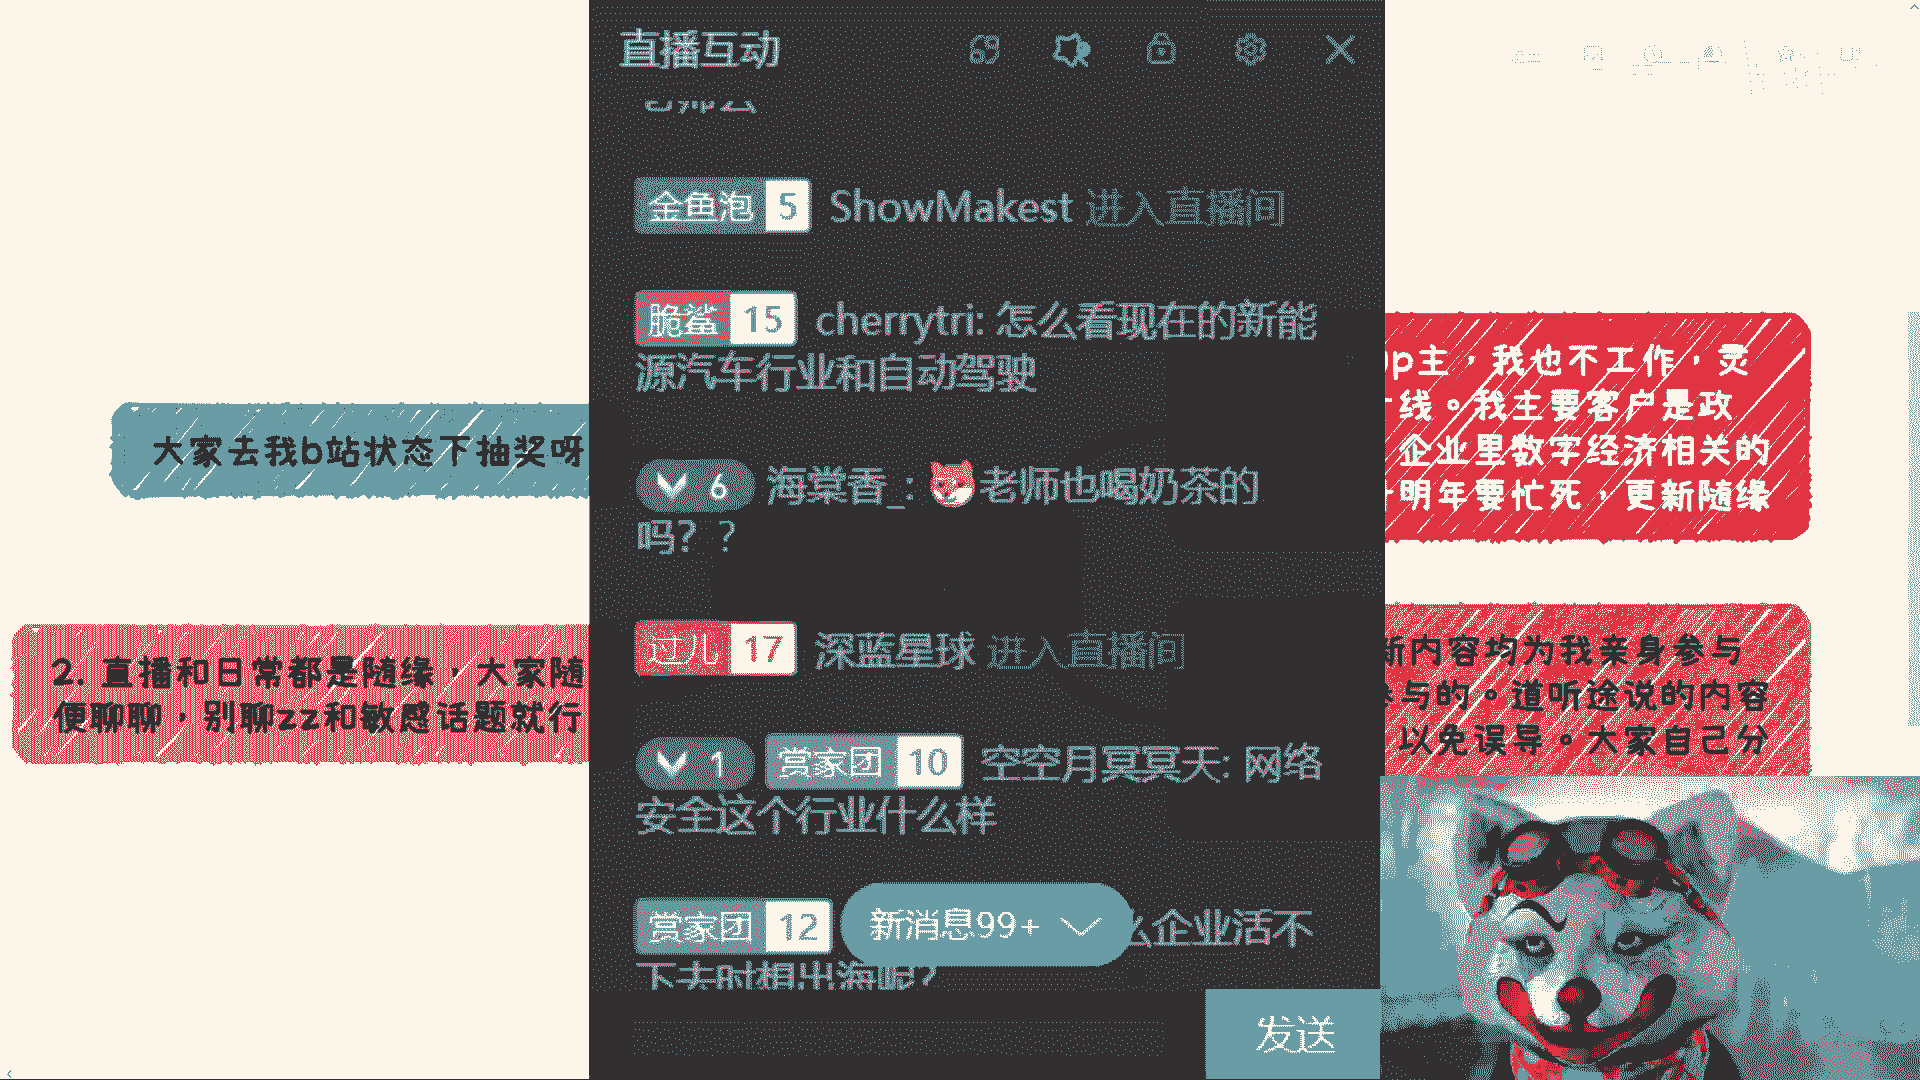 直播互动
金鱼泡 5 ShowMakest 进入直播间
脆鲨 15 cherrytri: 怎么看现在的新能
源汽车行业和自动驾驶
6 海棠香_: 老师也喝奶茶的
吗？？
过儿 17 深蓝星球 进入直播间
1 赏家团 10 空空月冥冥天: 网络
安全这个行业什么样
赏家团 12 么企业活不
下去时想出海呢?
新消息99+
发送
大家去我b站状态下抽奖呀
2. 直播和日常都是随缘，大家随
便聊聊，别聊zz和敏感话题就行
p主，我也不工作，灵
线。我主要客户是政
企业里数字经济相关的
明年要忙死，更新随缘
新内容均为我亲身参与
参与的。道听途说的内容
以免误导。大家自己分